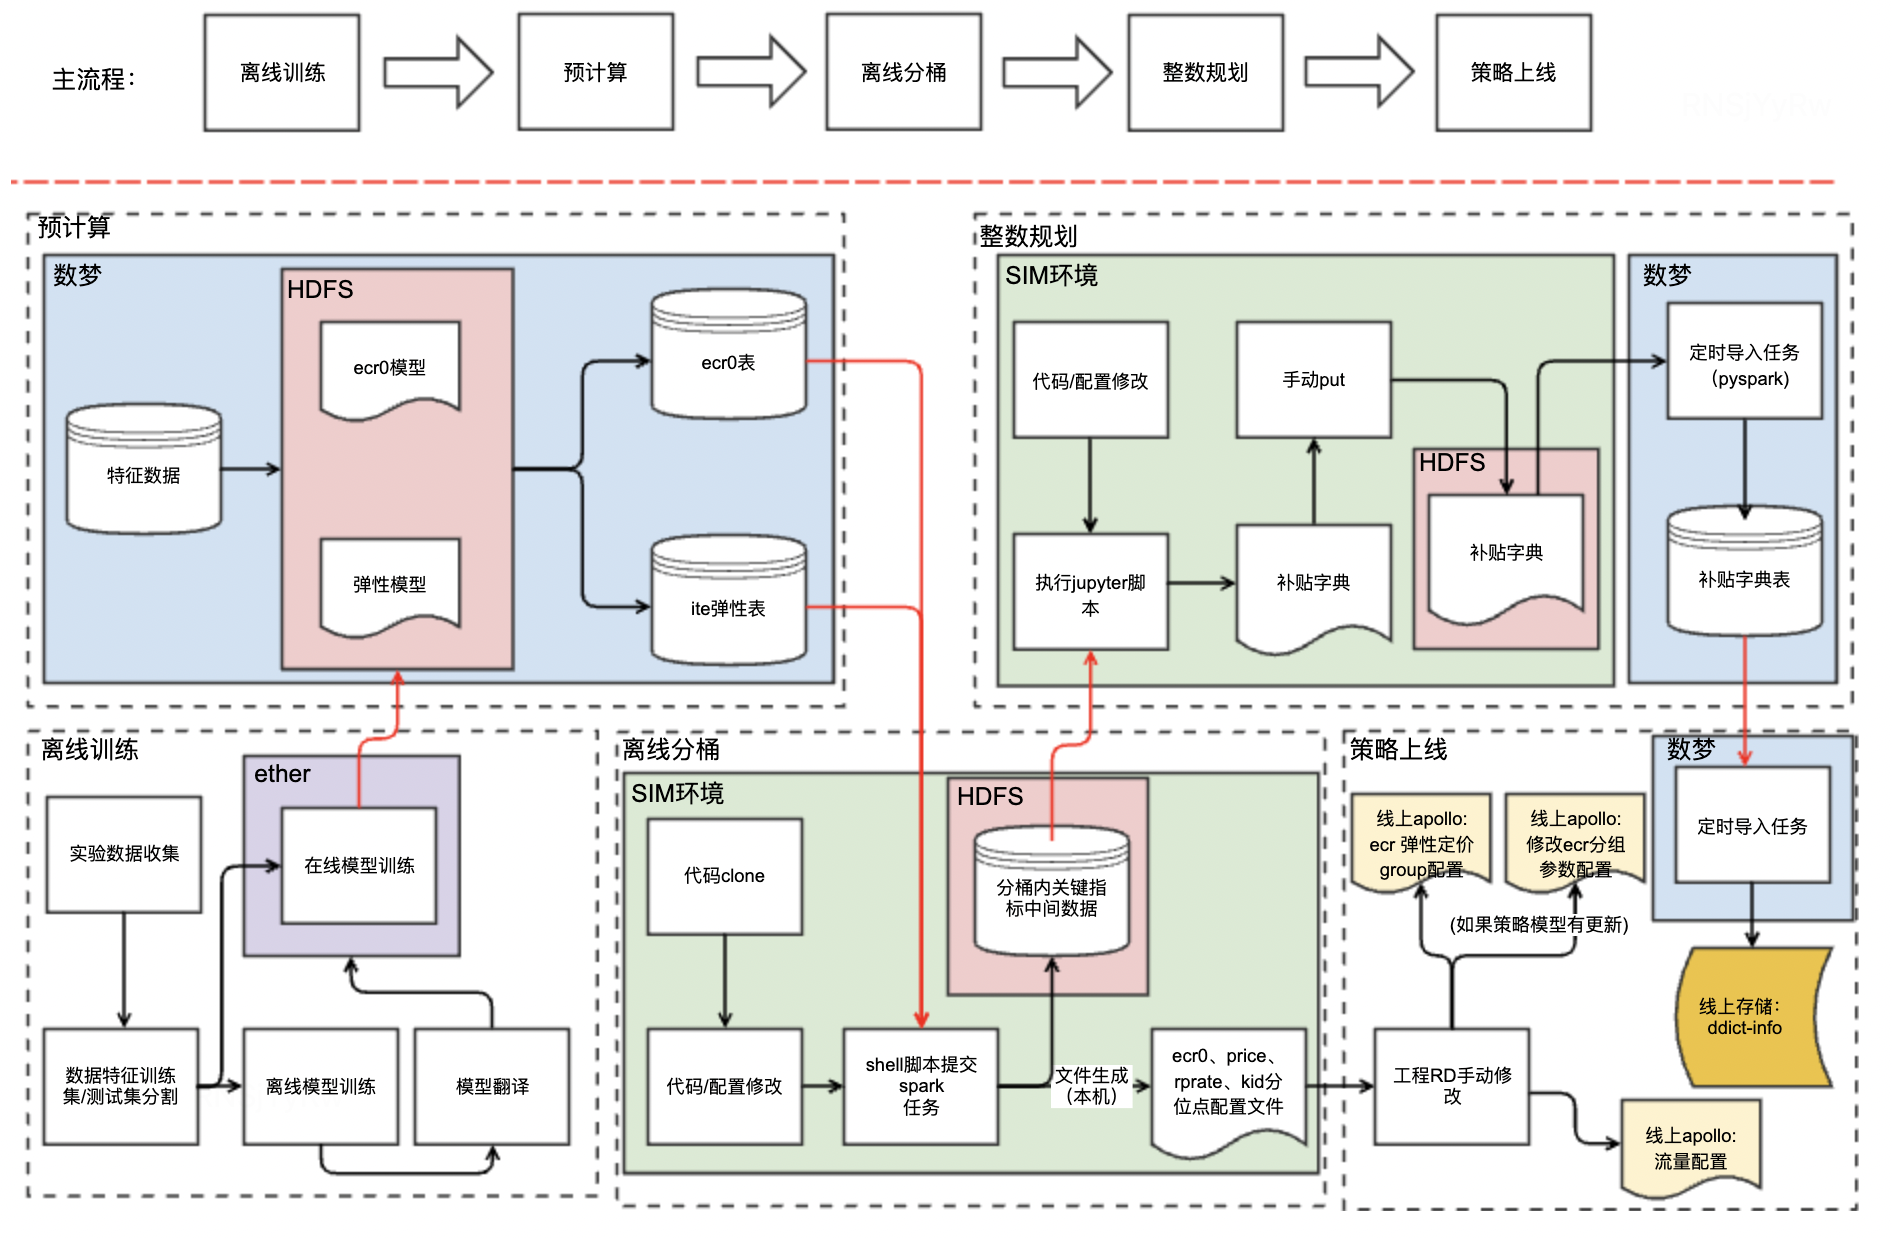 主流程：
离线训练
预计算
离线分桶
整数规划
策略上线
预计算
数梦
HDFS
ecr0模型
弹性模型
特征数据
ecr0表
ite弹性表
整数规划
SIM环境
代码/配置修改
执行jupyter脚
本
手动put
补贴字典
HDFS
补贴字典
数梦
定时导入任务
（pyspark）
补贴字典表
离线训练
ether
实验数据收集
在线模型训练
数据特征训练
集/测试集分割
离线模型训练
模型翻译
离线分桶
SIM环境
代码clone
代码/配置修改
shell脚本提交
spark
任务
HDFS
分桶内关键指
标中间数据
文件生成
（本机）
ecr0、price、
rprate、kid分
位点配置文件
策略上线
线上apollo:
ecr 弹性定价
group配置
线上apollo:
修改ecr分组
参数配置
(如果策略模型有更新)
工程RD手动修
改
线上apollo:
流量配置
数梦
定时导入任务
线上存储：
ddict-info